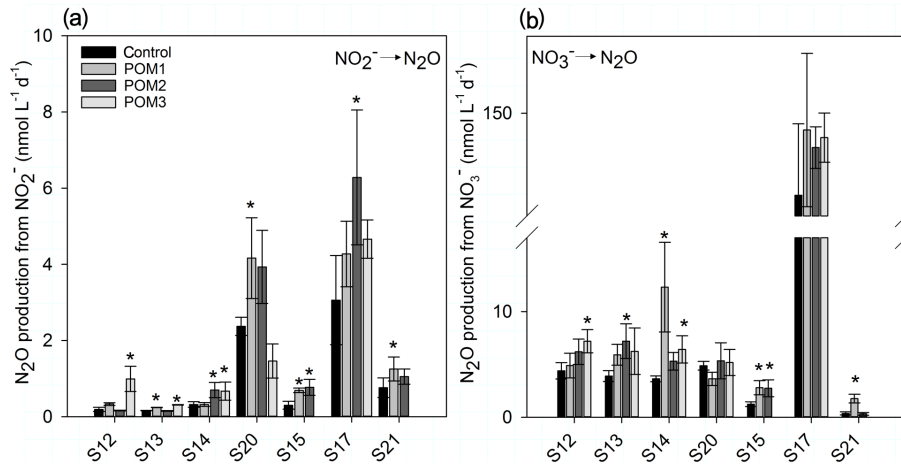 (a)
N₂O production from NO₂⁻ (nmol L⁻¹ d⁻¹)
10
8
6
4
2
0
Control
POM1
POM2
POM3
NO₂⁻→N₂O
*
*
*
*
*
*
*
*
*
*
*
S12
S13
S14
S20
S15
S17
S21
(b)
N₂O production from NO₃⁻ (nmol L⁻¹ d⁻¹)
150
10
0
NO₃⁻→N₂O
*
*
*
*
*
*
*
S12
S13
S14
S20
S15
S17
S21